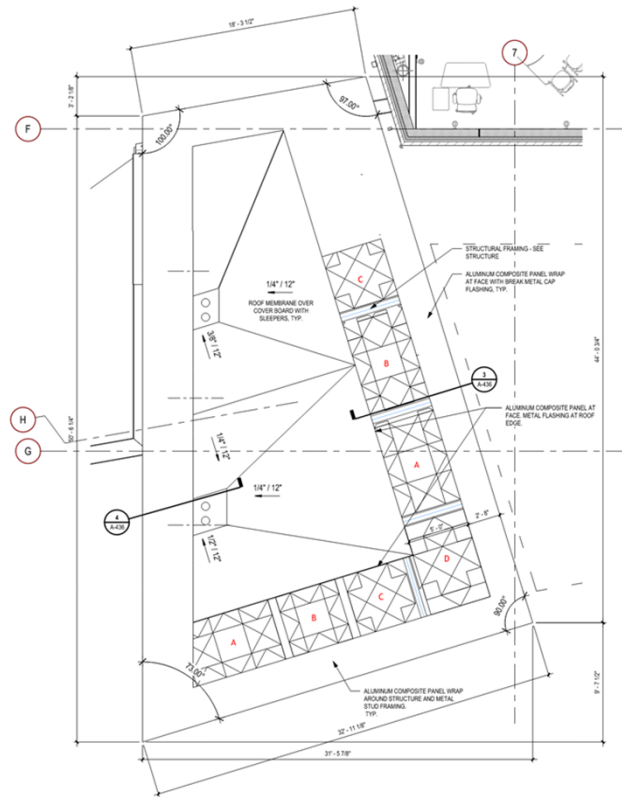 18' - 3 1/2"
7
3' - 2 1/8"
97.00°
F
100.00°
STRUCTURAL FRAMING - SEE
STRUCTURE
C
1/4" / 12"
ALUMINUM COMPOSITE PANEL WRAP
AT FACE WITH BREAK METAL CAP
FLASHING, TYP.
ROOF MEMBRANE OVER
COVER BOARD WITH
SLEEPERS, TYP.
3/8" / 12"
44' - 0 3/4"
B
3
A-436
H
50' - 6 1/4"
ALUMINUM COMPOSITE PANEL AT
FACE. METAL FLASHING AT ROOF
EDGE.
G
1/4" / 12"
A
1/4" / 12"
4
A-436
2' - 8"
5' - 0"
1/2" / 12"
D
C
B
A
90.00°
73.00°
9' - 7 1/2"
ALUMINUM COMPOSITE PANEL WRAP
AROUND STRUCTURE AND METAL
STUD FRAMING.
TYP.
32' - 11 1/8"
31' - 5 7/8"